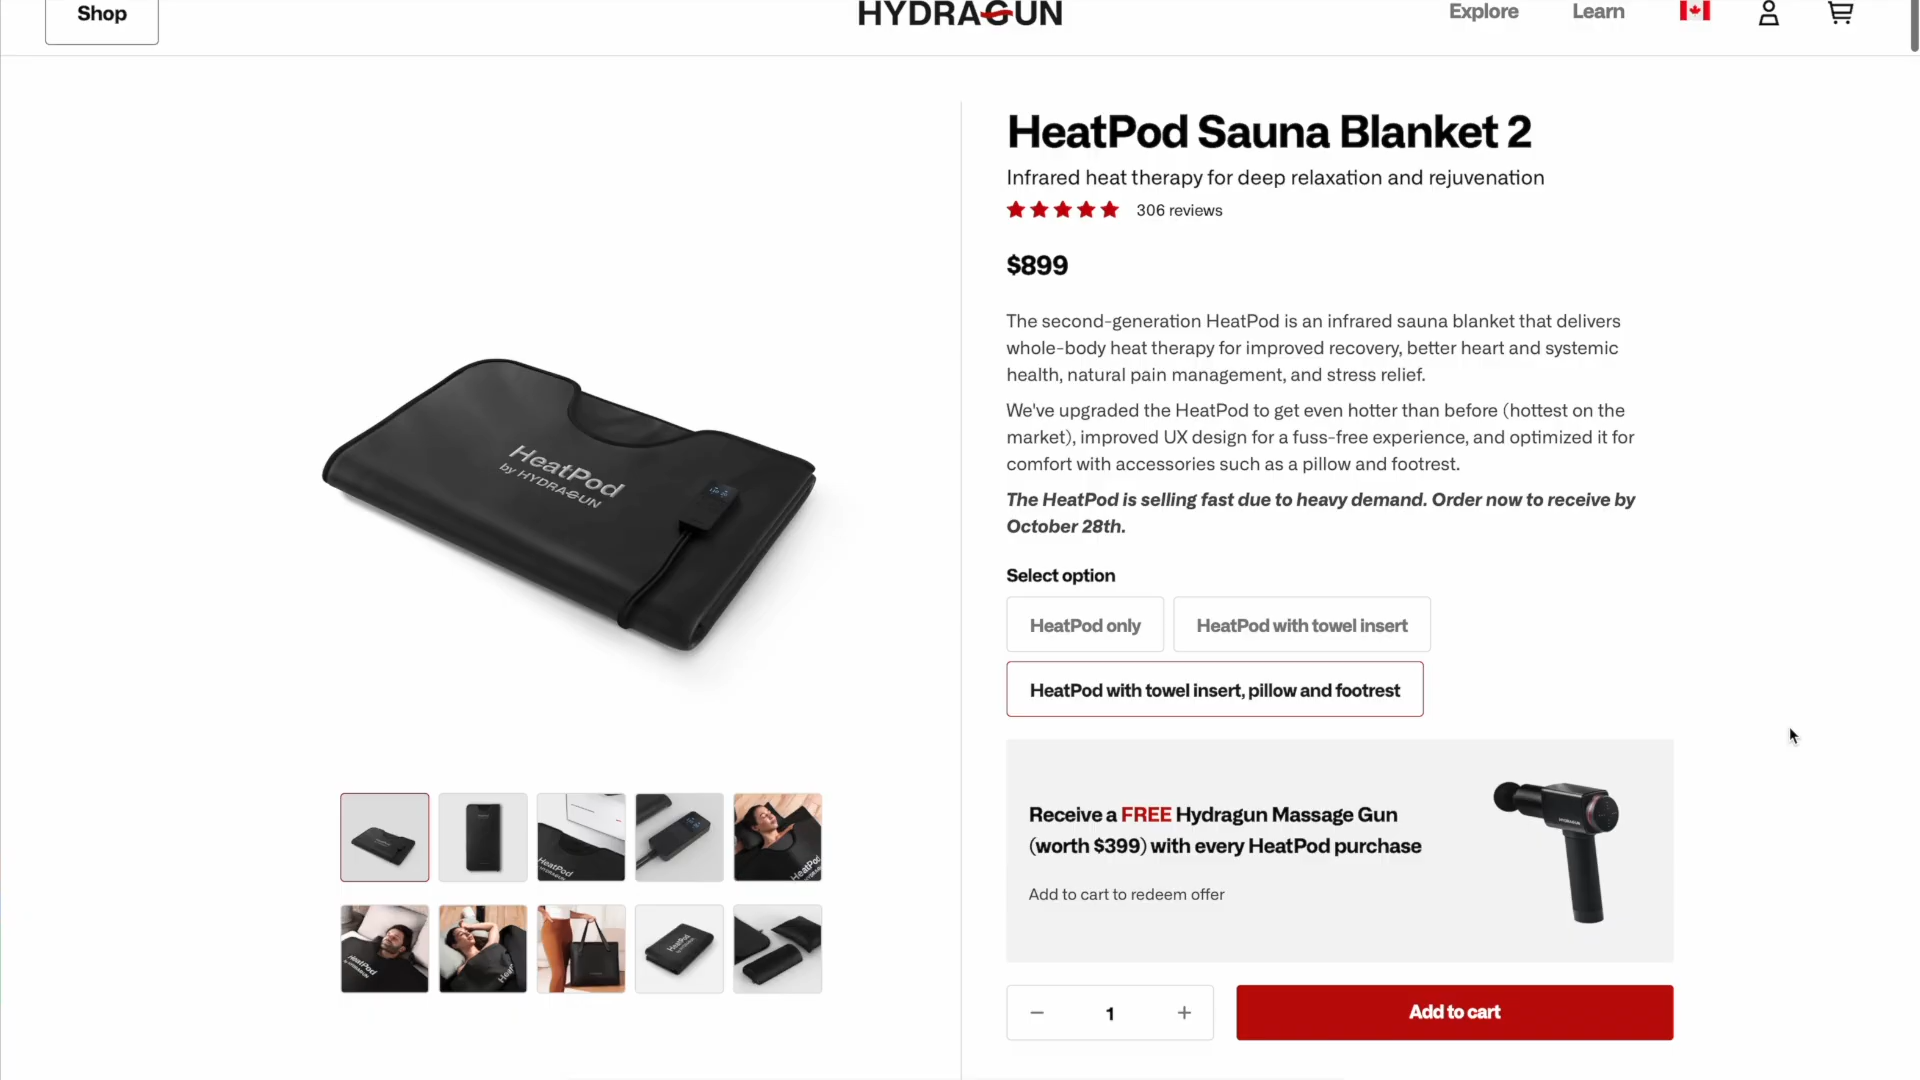 Shop
HYDRAGUN
Explore
Learn
HeatPod Sauna Blanket 2
Infrared heat therapy for deep relaxation and rejuvenation
306 reviews
$899
The second-generation HeatPod is an infrared sauna blanket that delivers
whole-body heat therapy for improved recovery, better heart and systemic
health, natural pain management, and stress relief.
We've upgraded the HeatPod to get even hotter than before (hottest on the
market), improved UX design for a fuss-free experience, and optimized it for
comfort with accessories such as a pillow and footrest.
The HeatPod is selling fast due to heavy demand. Order now to receive by
October 28th.
Select option
HeatPod only
HeatPod with towel insert
HeatPod with towel insert, pillow and footrest
Receive a FREE Hydragun Massage Gun
(worth $399) with every HeatPod purchase
Add to cart to redeem offer
HYDRAGUN
− 1 +
Add to cart
HeatPod
by HYDRAGUN
HeatPod
HeatPod
HeatPod
HeatPod